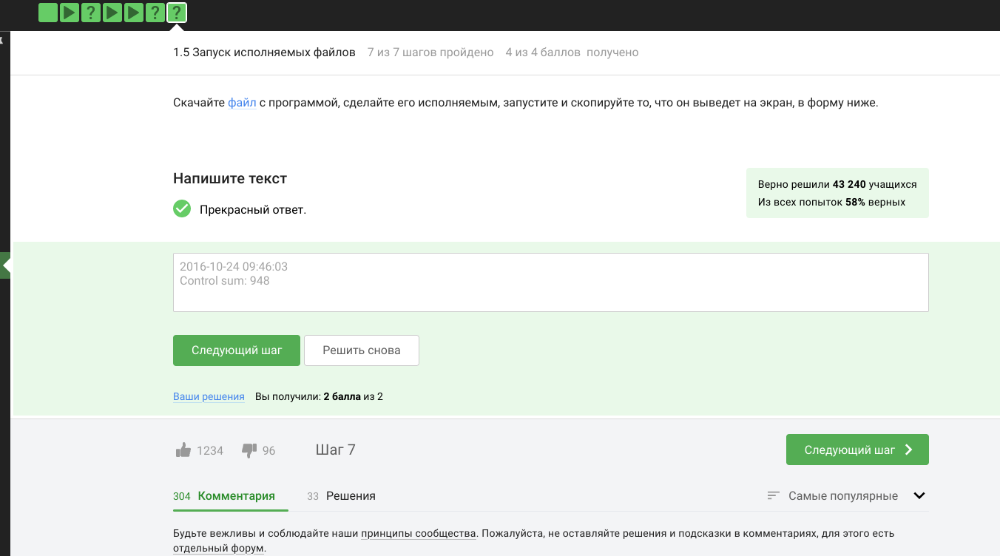 ? ? ?
1.5 Запуск исполняемых файлов 7 из 7 шагов пройдено 4 из 4 баллов получено
Скачайте файл с программой, сделайте его исполняемым, запустите и скопируйте то, что он выведет на экран, в форму ниже.
Напишите текст
Прекрасный ответ.
Верно решили 43 240 учащихся
Из всех попыток 58% верных
2016-10-24 09:46:03
Control sum: 948
Следующий шаг Решить снова
Ваши решения Вы получили: 2 балла из 2
1234 96 Шаг 7 Следующий шаг
304 Комментария 33 Решения Самые популярные
Будьте вежливы и соблюдайте наши принципы сообщества. Пожалуйста, не оставляйте решения и подсказки в комментариях, для этого есть
отдельный форум.